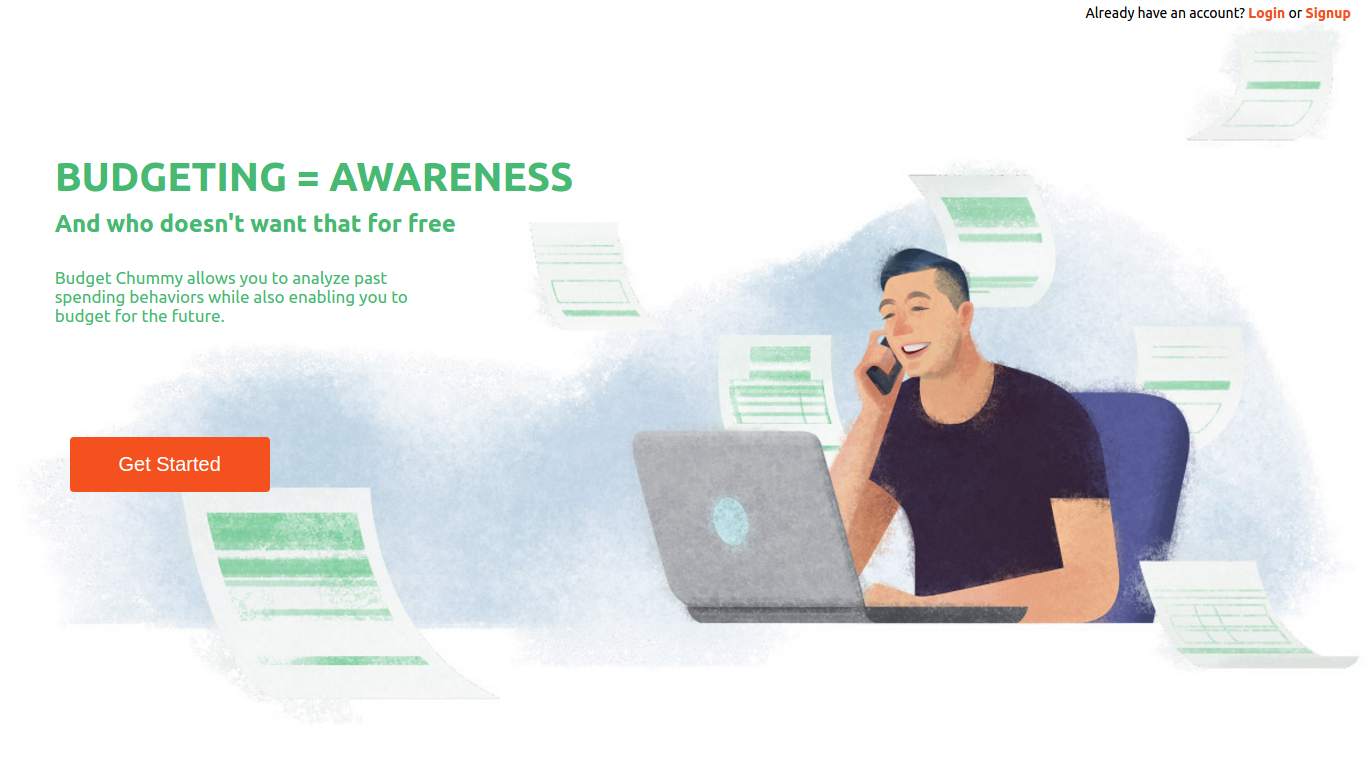 Already have an account? Login or Signup
BUDGETING = AWARENESS
And who doesn't want that for free
Budget Chummy allows you to analyze past
spending behaviors while also enabling you to
budget for the future.
Get Started